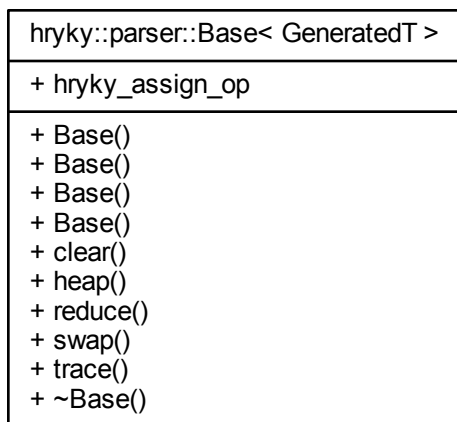 hryky::parser::Base< GeneratedT >
+ hryky_assign_op
+ Base()
+ Base()
+ Base()
+ Base()
+ clear()
+ heap()
+ reduce()
+ swap()
+ trace()
+ ~Base()